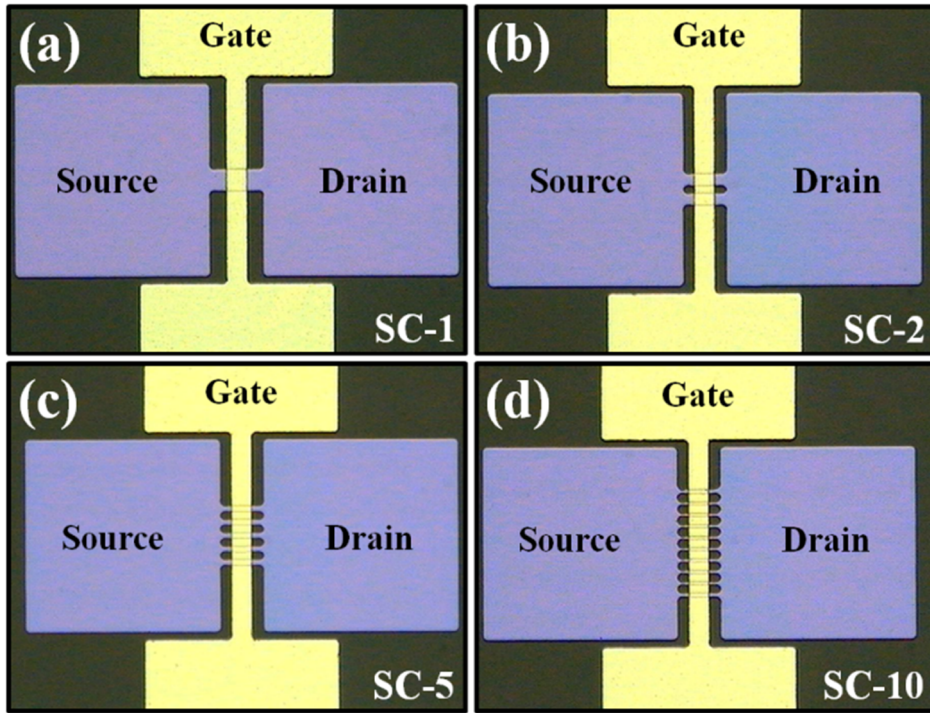 (a)
Gate
Source
Drain
SC-1
(b)
Gate
Source
Drain
SC-2
(c)
Gate
Source
Drain
SC-5
(d)
Gate
Source
Drain
SC-10